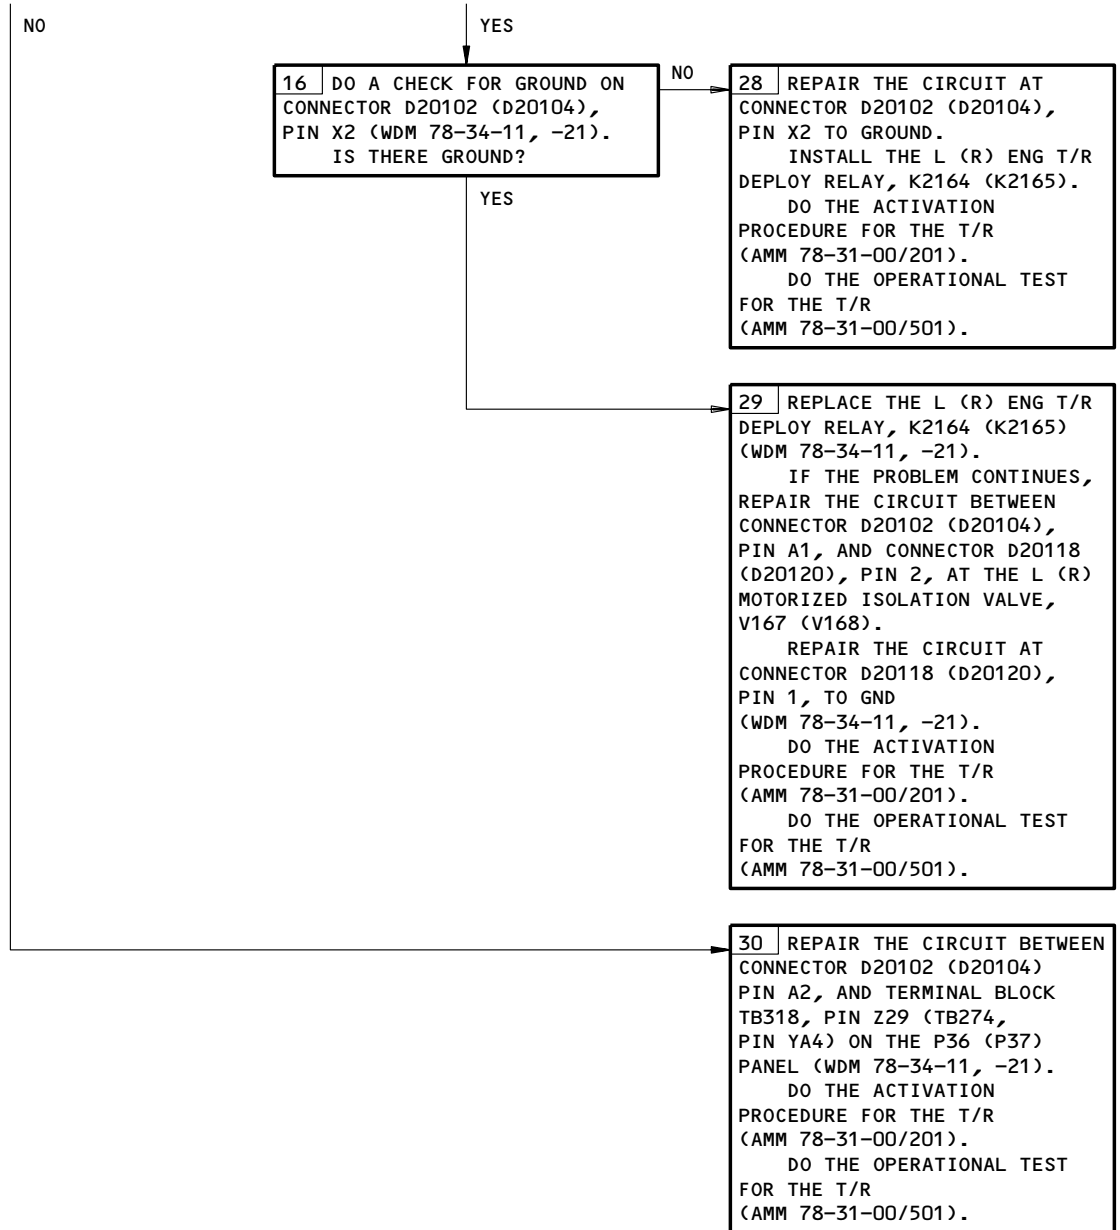 NO
YES
16 DO A CHECK FOR GROUND ON
CONNECTOR D20102 (D20104),
PIN X2 (WDM 78-34-11, -21).
IS THERE GROUND?
NO
YES
28 REPAIR THE CIRCUIT AT
CONNECTOR D20102 (D20104),
PIN X2 TO GROUND.
INSTALL THE L (R) ENG T/R
DEPLOY RELAY, K2164 (K2165).
DO THE ACTIVATION
PROCEDURE FOR THE T/R
(AMM 78-31-00/201).
DO THE OPERATIONAL TEST
FOR THE T/R
(AMM 78-31-00/501).
29 REPLACE THE L (R) ENG T/R
DEPLOY RELAY, K2164 (K2165)
(WDM 78-34-11, -21).
IF THE PROBLEM CONTINUES,
REPAIR THE CIRCUIT BETWEEN
CONNECTOR D20102 (D20104),
PIN A1, AND CONNECTOR D20118
(D20120), PIN 2, AT THE L (R)
MOTORIZED ISOLATION VALVE,
V167 (V168).
REPAIR THE CIRCUIT AT
CONNECTOR D20118 (D20120),
PIN 1, TO GND
(WDM 78-34-11, -21).
DO THE ACTIVATION
PROCEDURE FOR THE T/R
(AMM 78-31-00/201).
DO THE OPERATIONAL TEST
FOR THE T/R
(AMM 78-31-00/501).
30 REPAIR THE CIRCUIT BETWEEN
CONNECTOR D20102 (D20104)
PIN A2, AND TERMINAL BLOCK
TB318, PIN Z29 (TB274,
PIN YA4) ON THE P36 (P37)
PANEL (WDM 78-34-11, -21).
DO THE ACTIVATION
PROCEDURE FOR THE T/R
(AMM 78-31-00/201).
DO THE OPERATIONAL TEST
FOR THE T/R
(AMM 78-31-00/501).